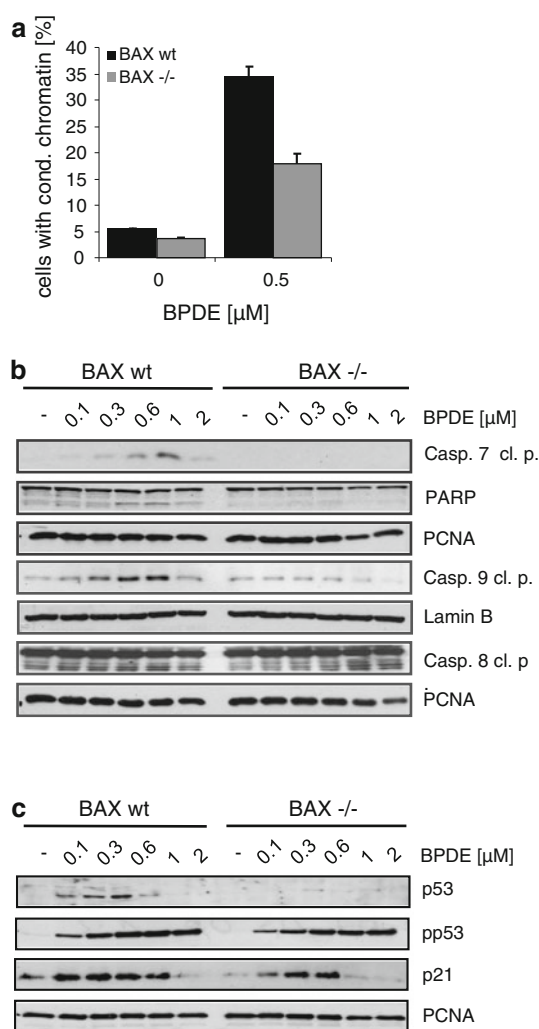 a
cells with cond. chromatin [%]
40
35
30
25
20
15
10
5
0
BAX wt
BAX -/-
0 0.5
BPDE [µM]
b
BAX wt BAX -/-
- 0.1 0.3 0.6 1 2 - 0.1 0.3 0.6 1 2 BPDE [µM]
Casp. 7 cl. p.
PARP
PCNA
Casp. 9 cl. p.
Lamin B
Casp. 8 cl. p
PCNA
c
BAX wt BAX -/-
- 0.1 0.3 0.6 1 2 - 0.1 0.3 0.6 1 2 BPDE [µM]
p53
pp53
p21
PCNA